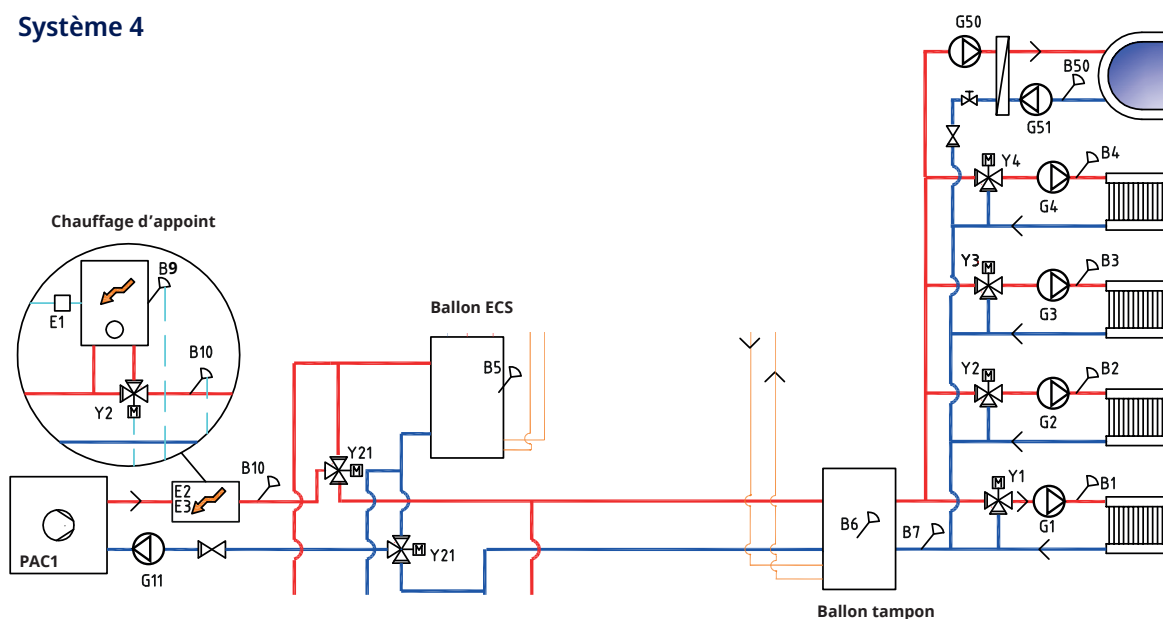 Système 4
G50
B50
G51
Y4
B4
G4
Chauffage d'appoint
B9
E1
B10
Y2
M
Y3
B3
G3
Ballon ECS
B5
Y2
B2
G2
Y21
M
B10
E2
E3
Y1
B1
G1
B6
B7
PAC1
G11
M
Y21
Ballon tampon
M
M
M
M